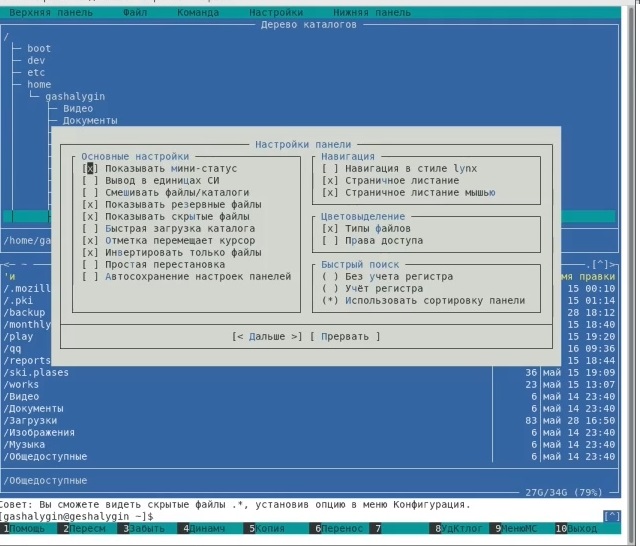 Верхняя панель Файл Команда Настройки Нижняя панель
Дерево каталогов
/
boot
dev
etc
home
gashalygin
Видео
Документы
Настройки панели
Основные настройки
[x] Показывать мини-статус
[ ] Вывод в единицах СИ
[ ] Смешивать файлы/каталоги
[x] Показывать резервные файлы
[x] Показывать скрытые файлы
[ ] Быстрая загрузка каталога
[x] Отметка перемещает курсор
[x] Инвертировать только файлы
[ ] Простая перестановка
[ ] Автосохранение настроек панелей
Навигация
[ ] Навигация в стиле lynx
[x] Страничное листание
[x] Страничное листание мышью
Цветовыделение
[x] Типы файлов
[ ] Права доступа
Быстрый поиск
( ) Без учета регистра
( ) Учёт регистра
(*) Использовать сортировку панели
[< Дальше >] [ Прервать ]
/home/ga
<— ~ .[^]>
'и мя правки
/.mozill 15 00:10
/.pki 15 01:14
/backup 28 18:12
/monthly 15 18:40
/play 15 19:20
/qq 16 09:36
/reports 15 18:44
/ski.plases 36 май 15 19:09
/works 23 май 15 13:07
/Видео 6 май 14 23:40
/Документы 6 май 14 23:40
/Загрузки 83 май 28 16:50
/Изображения 6 май 14 23:40
/Музыка 6 май 14 23:40
/Общедоступные 6 май 14 23:40
/Общедоступные
27G/34G (79%)
Совет: Вы сможете видеть скрытые файлы .*, установив опцию в меню Конфигурация.
[gashalygin@geshalygin ~]$ [^]
1Помощь 2Пересм 3Забыть 4Динамч 5Копия 6Перенос 7 8УдКтлог 9МенюМС 10Выход